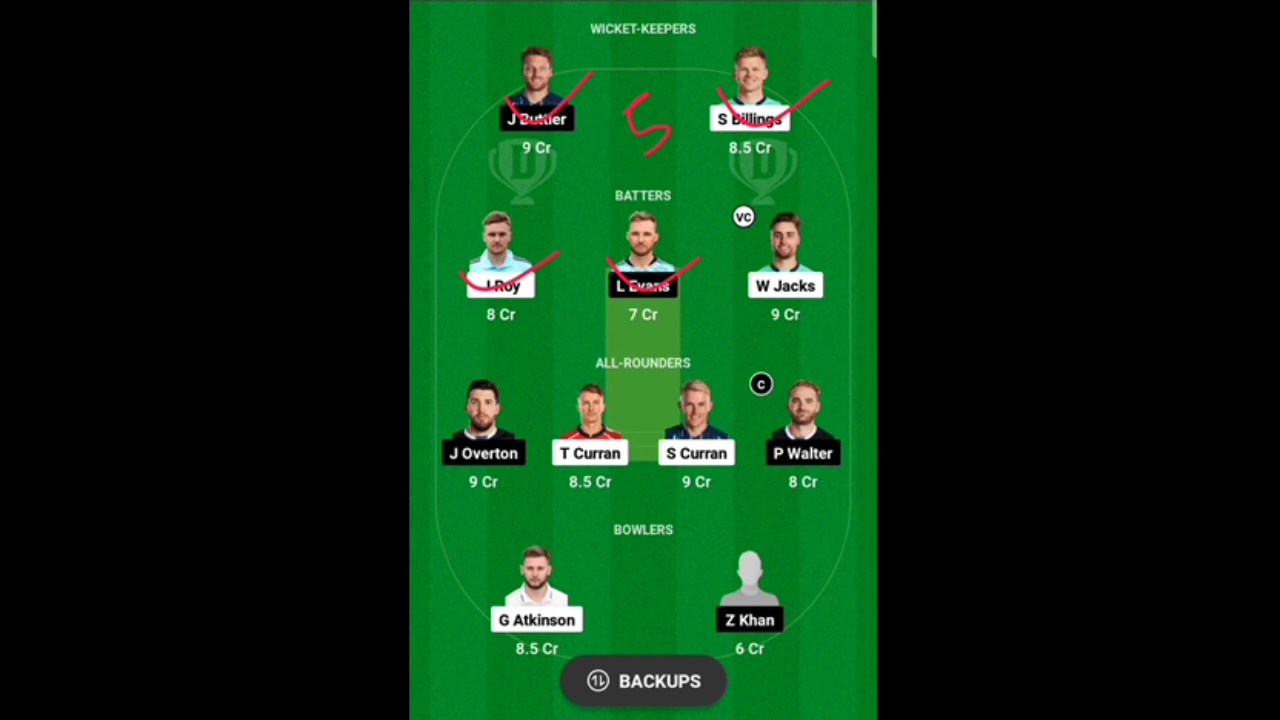 WICKET-KEEPERS
J Buttler S Billings
5
9 Cr 8.5 Cr
BATTERS
VC
J Roy L Evans W Jacks
8 Cr 7 Cr 9 Cr
ALL-ROUNDERS
C
J Overton T Curran S Curran P Walter
9 Cr 8.5 Cr 9 Cr 8 Cr
BOWLERS
G Atkinson Z Khan
8.5 Cr 6 Cr
BACKUPS